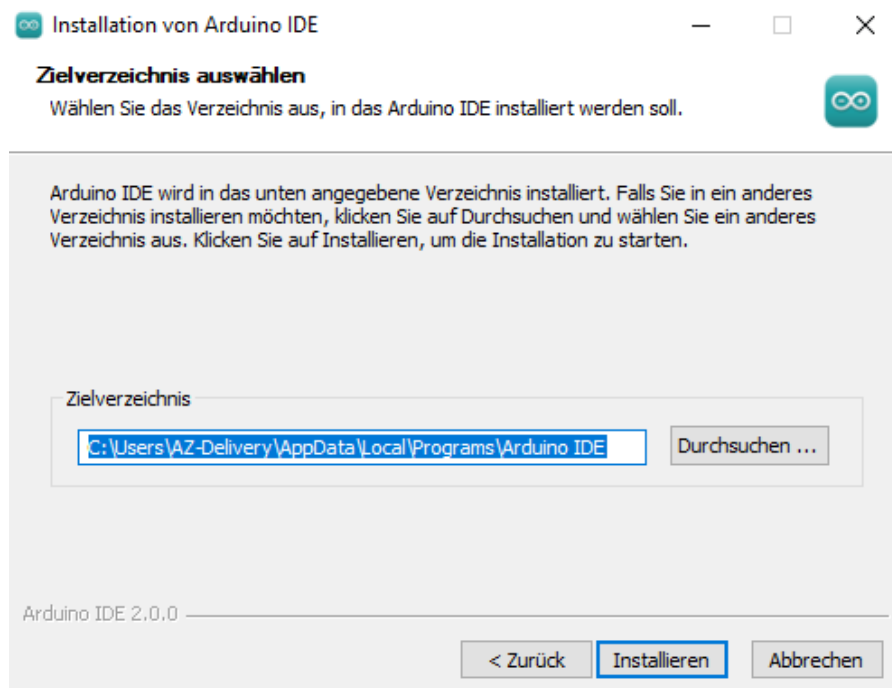 Installation von Arduino IDE
Zielverzeichnis auswählen
Wählen Sie das Verzeichnis aus, in das Arduino IDE installiert werden soll.
Arduino IDE wird in das unten angegebene Verzeichnis installiert. Falls Sie in ein anderes
Verzeichnis installieren möchten, klicken Sie auf Durchsuchen und wählen Sie ein anderes
Verzeichnis aus. Klicken Sie auf Installieren, um die Installation zu starten.
Zielverzeichnis
C:\Users\AZ-Delivery\AppData\Local\Programs\Arduino IDE
Durchsuchen ...
Arduino IDE 2.0.0
< Zurück
Installieren
Abbrechen